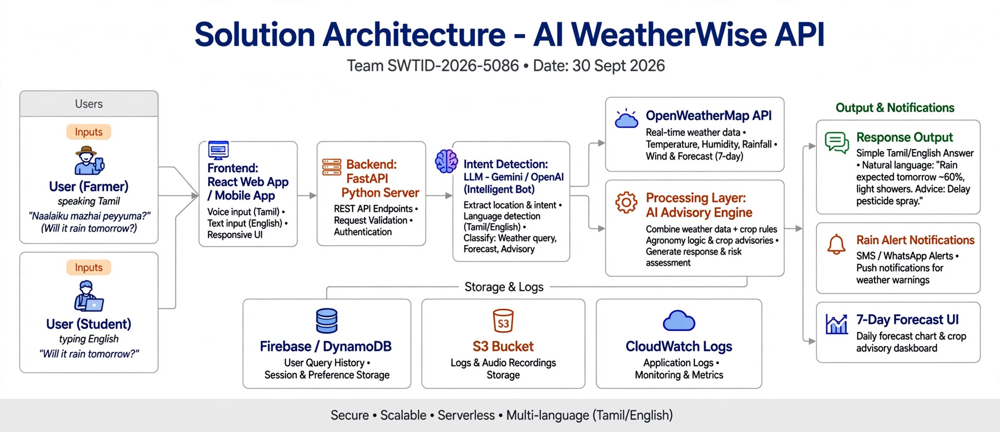 Solution Architecture - AI WeatherWise API
Team SWTID-2026-5086 • Date: 30 Sept 2026
Users
Inputs
User (Farmer)
speaking Tamil
"Naalaiku mazhai peyyuma?"
(Will it rain tomorrow?)
Inputs
User (Student)
typing English
"Will it rain tomorrow?"
Frontend:
React Web App
/ Mobile App
Voice input (Tamil) •
Text input (English) •
Responsive UI
Backend:
FastAPI
Python Server
REST API Endpoints •
Request Validation •
Authentication
Intent Detection:
LLM - Gemini / OpenAI
(Intelligent Bot)
Extract location & intent •
Language detection
(Tamil/English) •
Classify: Weather query,
Forecast, Advisory
OpenWeatherMap API
Real-time weather data •
Temperature, Humidity, Rainfall •
Wind & Forecast (7-day)
Processing Layer:
AI Advisory Engine
Combine weather data + crop rules
Agronomy logic & crop advisories •
Generate response & risk
assessment
Output & Notifications
Response Output
Simple Tamil/English Answer
• Natural language: "Rain
expected tomorrow ~60%,
light showers. Advice: Delay
pesticide spray."
Rain Alert Notifications
SMS / WhatsApp Alerts •
Push notifications for
weather warnings
7-Day Forecast UI
Daily forecast chart & crop
advisory daskboard
Storage & Logs
Firebase / DynamoDB
User Query History •
Session & Preference Storage
S3
S3 Bucket
Logs & Audio Recordings
Storage
CloudWatch Logs
Application Logs •
Monitoring & Metrics
Secure • Scalable • Serverless • Multi-language (Tamil/English)